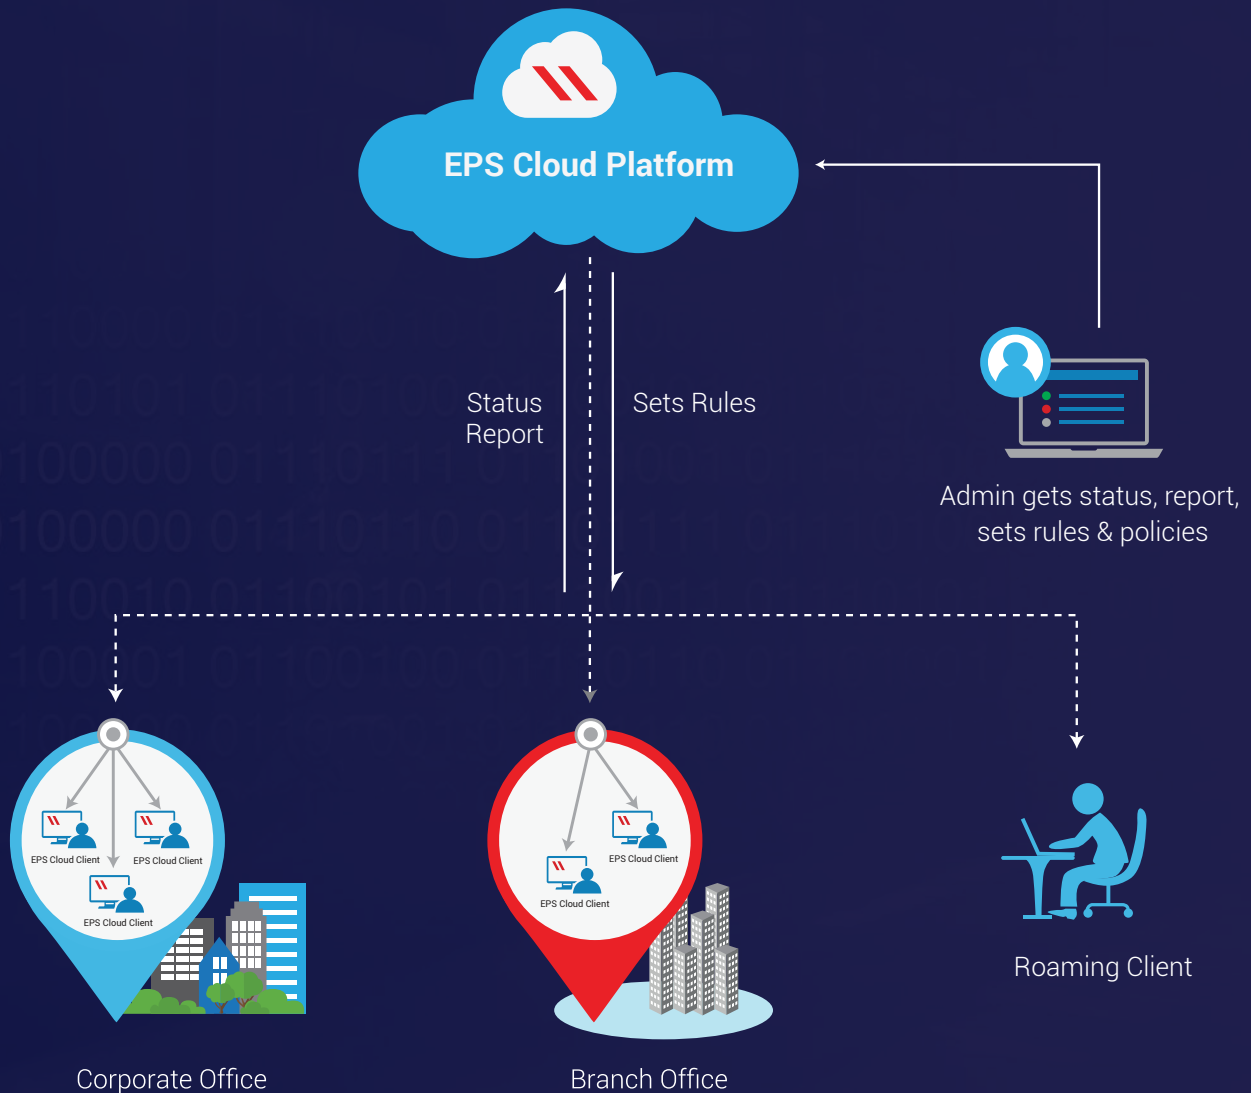 EPS Cloud Platform
Status
Report
Sets Rules
Admin gets status, report,
sets rules & policies
EPS Cloud Client
EPS Cloud Client
EPS Cloud Client
EPS Cloud Client
EPS Cloud Client
Roaming Client
Corporate Office
Branch Office